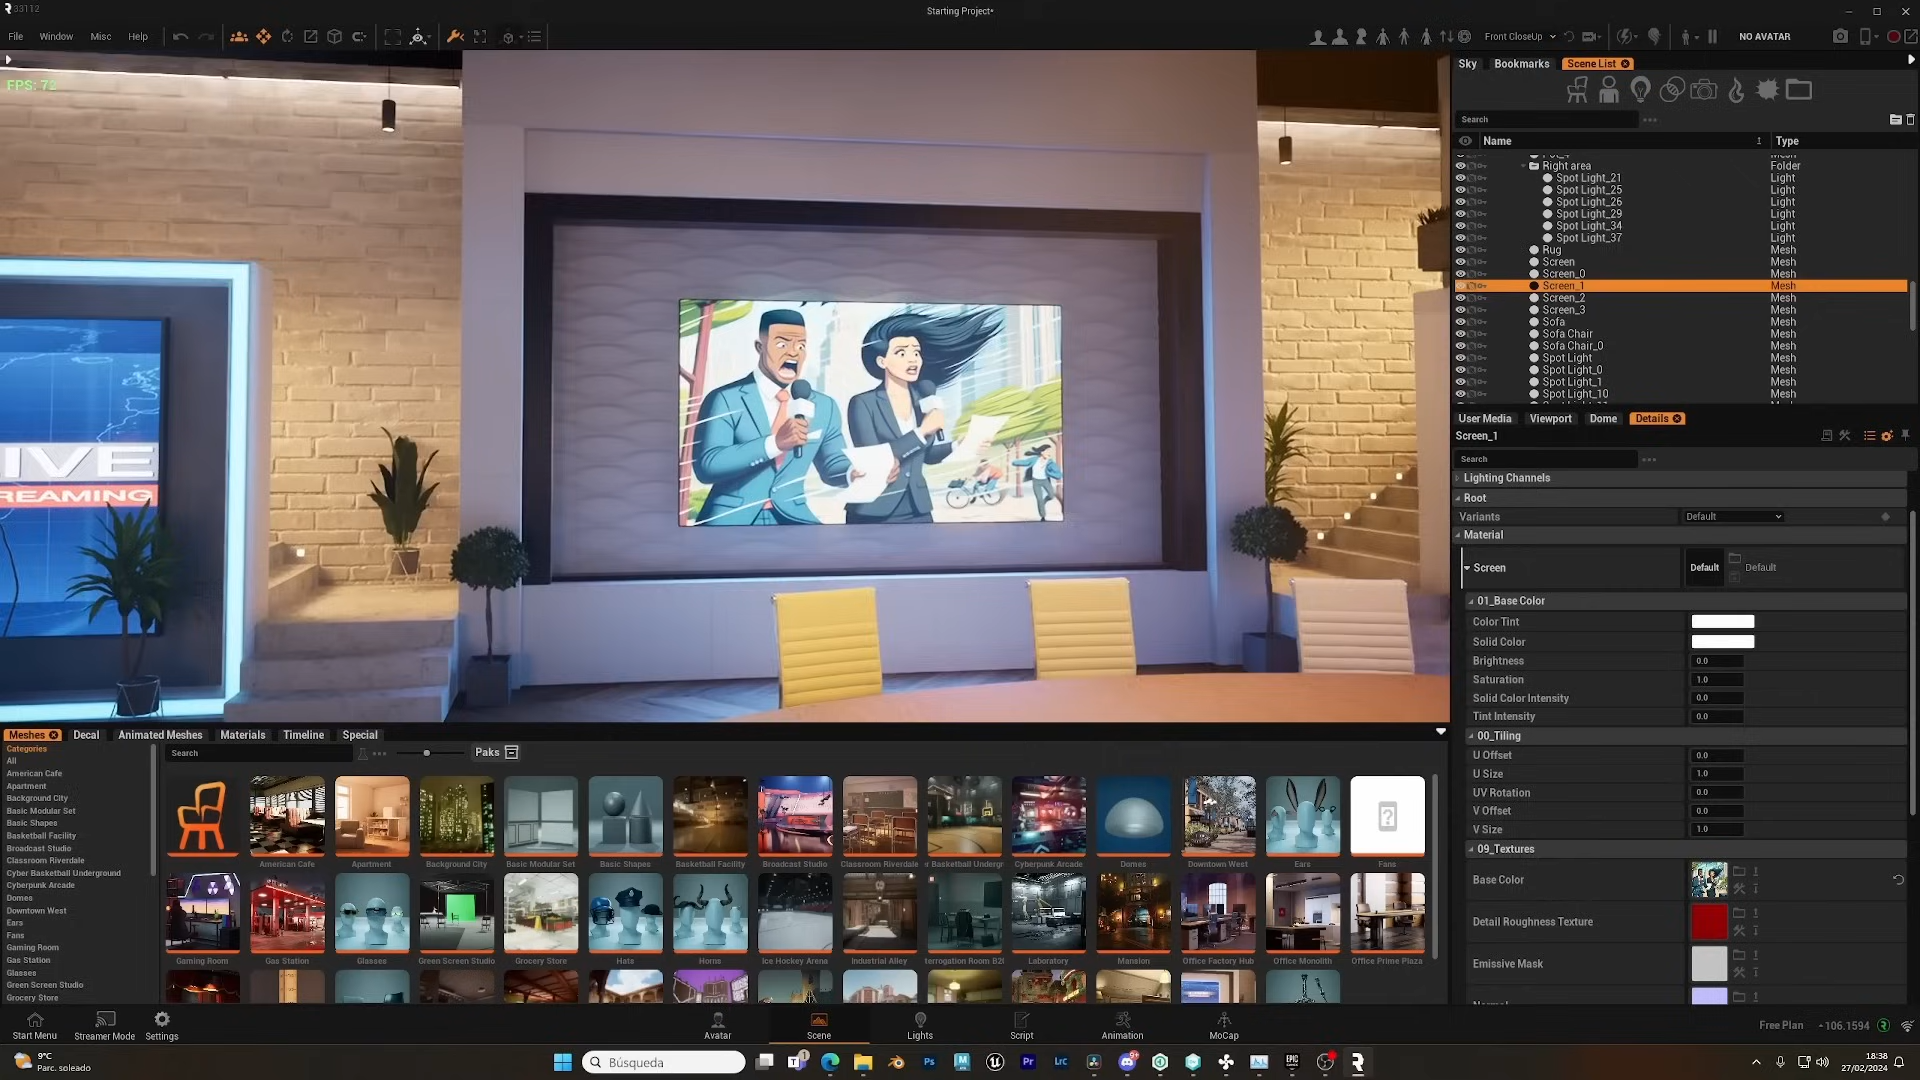 33112
Starting Project*
File Window Misc Help
Front CloseUp
NO AVATAR
FPS: 72
Sky Bookmarks Scene List
Search
Name Type
Right area Folder
Spot Light_21 Light
Spot Light_25 Light
Spot Light_26 Light
Spot Light_29 Light
Spot Light_34 Light
Spot Light_37 Light
Rug Mesh
Screen Mesh
Screen_0 Mesh
Screen_1 Mesh
Screen_2 Mesh
Screen_3 Mesh
Sofa Mesh
Sofa Chair Mesh
Sofa Chair_0 Mesh
Spot Light Mesh
Spot Light_0 Mesh
Spot Light_1 Mesh
Spot Light_10 Mesh
User Media Viewport Dome Details
Screen_1
Search
Lighting Channels
Root
Variants Default
Material
Screen Default Default
01_Base Color
Color Tint
Solid Color
Brightness 0.0
Saturation 1.0
Solid Color Intensity 0.0
Tint Intensity 0.0
00_Tiling
U Offset 0.0
U Size 1.0
UV Rotation 0.0
V Offset 0.0
V Size 1.0
09_Textures
Base Color
Detail Roughness Texture
Emissive Mask
IVE
REAMING
Meshes Decal Animated Meshes Materials Timeline Special
Search Paks
Categories
All
American Cafe
Apartment
Background City
Basic Modular Set
Basic Shapes
Basketball Facility
Broadcast Studio
Classroom Riverdale
Cyber Basketball Underground
Cyberpunk Arcade
Domes
Downtown West
Ears
Fans
Gaming Room
Gas Station
Glasses
Green Screen Studio
Grocery Store
American Cafe Apartment Background City Basic Modular Set Basic Shapes Basketball Facility Broadcast Studio Classroom Riverdale r Basketball Undergr Cyberpunk Arcade Domes Downtown West Ears Fans
Gaming Room Gas Station Glasses Green Screen Studio Grocery Store Hats Horns Ice Hockey Arena Industrial Alley terrogation Room B2I Laboratory Mansion Office Factory Hub Office Monolith Office Prime Plaza
Start Menu Streamer Mode Settings Avatar Scene Lights Script Animation MoCap
Free Plan 106.1594
9°C
Parc. soleado
Búsqueda
18:38
27/02/2024